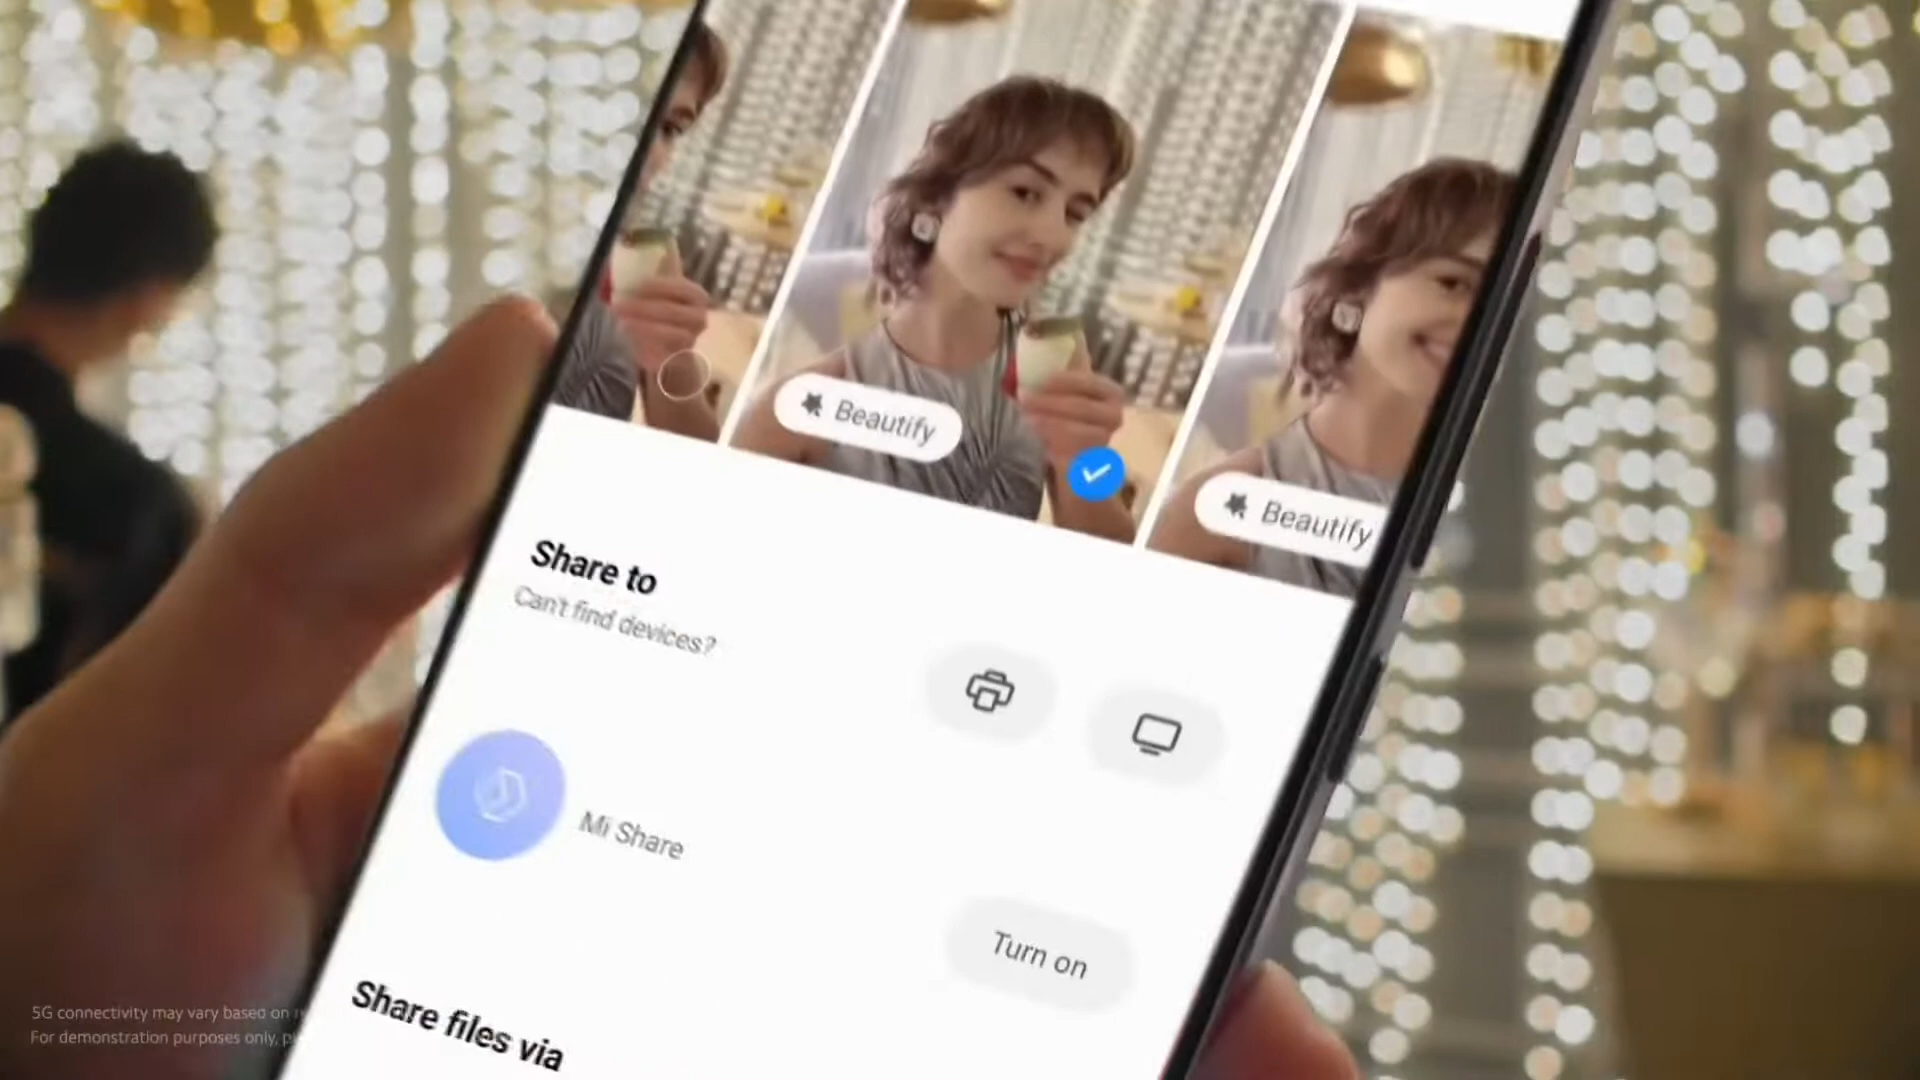 Beautify
Beautify
Share to
Can't find devices?
Mi Share
Turn on
Share files via
5G connectivity may vary based on
For demonstration purposes only,